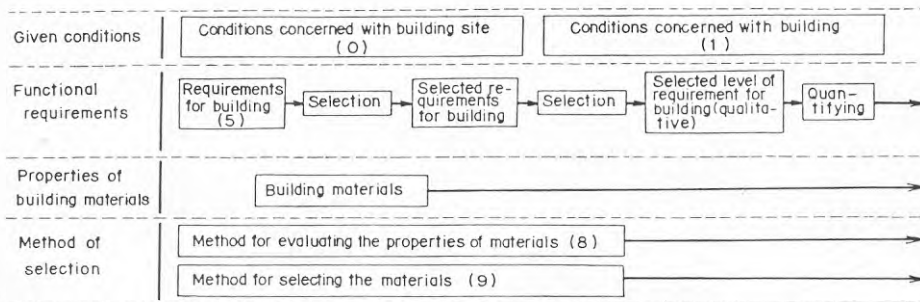 Given conditions
Conditions concerned with building site
(0)
Conditions concerned with building
(1)
Functional
requirements
Requirements
for building
(5)
Selection
Selected re-
quirements
for building
Selection
Selected level of
requirement for
building(qualita-
tive)
Quan-
tifying
Properties of
building materials
Building materials
Method of
selection
Method for evaluating the properties of materials (8)
Method for selecting the materials (9)